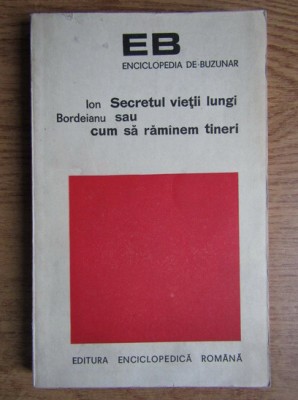 EB
ENCICLOPEDIA DE-BUZUNAR
Ion Secretul vieții lungi
Bordeianu sau
cum să rămînem tineri
EDITURA ENCICLOPEDICĂ ROMÂNĂ